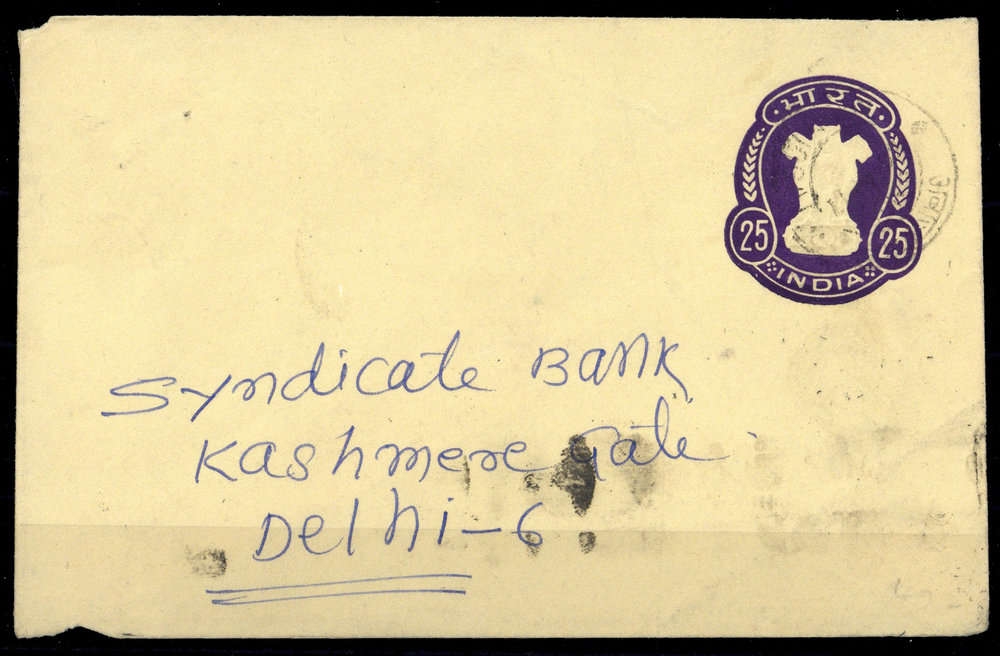 भारत
25 25
INDIA
Syndicate Bank
Kashmere Gate
Delhi-6